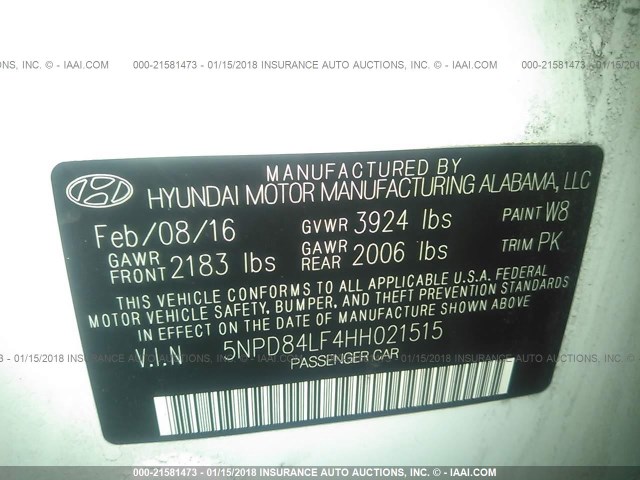 000-21581473 - 01/15/2018 INSURANCE AUTO AUCTIONS, INC. © - IAAI.COM
MANUFACTURED BY
HYUNDAI MOTOR MANUFACTURING ALABAMA, LLC
Feb/08/16 GVWR 3924 lbs PAINT W8
GAWR FRONT 2183 lbs GAWR REAR 2006 lbs TRIM PK
THIS VEHICLE CONFORMS TO ALL APPLICABLE U.S.A. FEDERAL
MOTOR VEHICLE SAFETY, BUMPER, AND THEFT PREVENTION STANDARDS
IN EFFECT ON THE DATE OF MANUFACTURE SHOWN ABOVE
V.I.N 5NPD84LF4HH021515
PASSENGER CAR
000-21581473 - 01/15/2018 INSURANCE AUTO AUCTIONS, INC. © - IAAI.COM
000-21581473 - 01/15/2018 INSURANCE AUTO AUCTIONS, INC. © - IAAI.COM